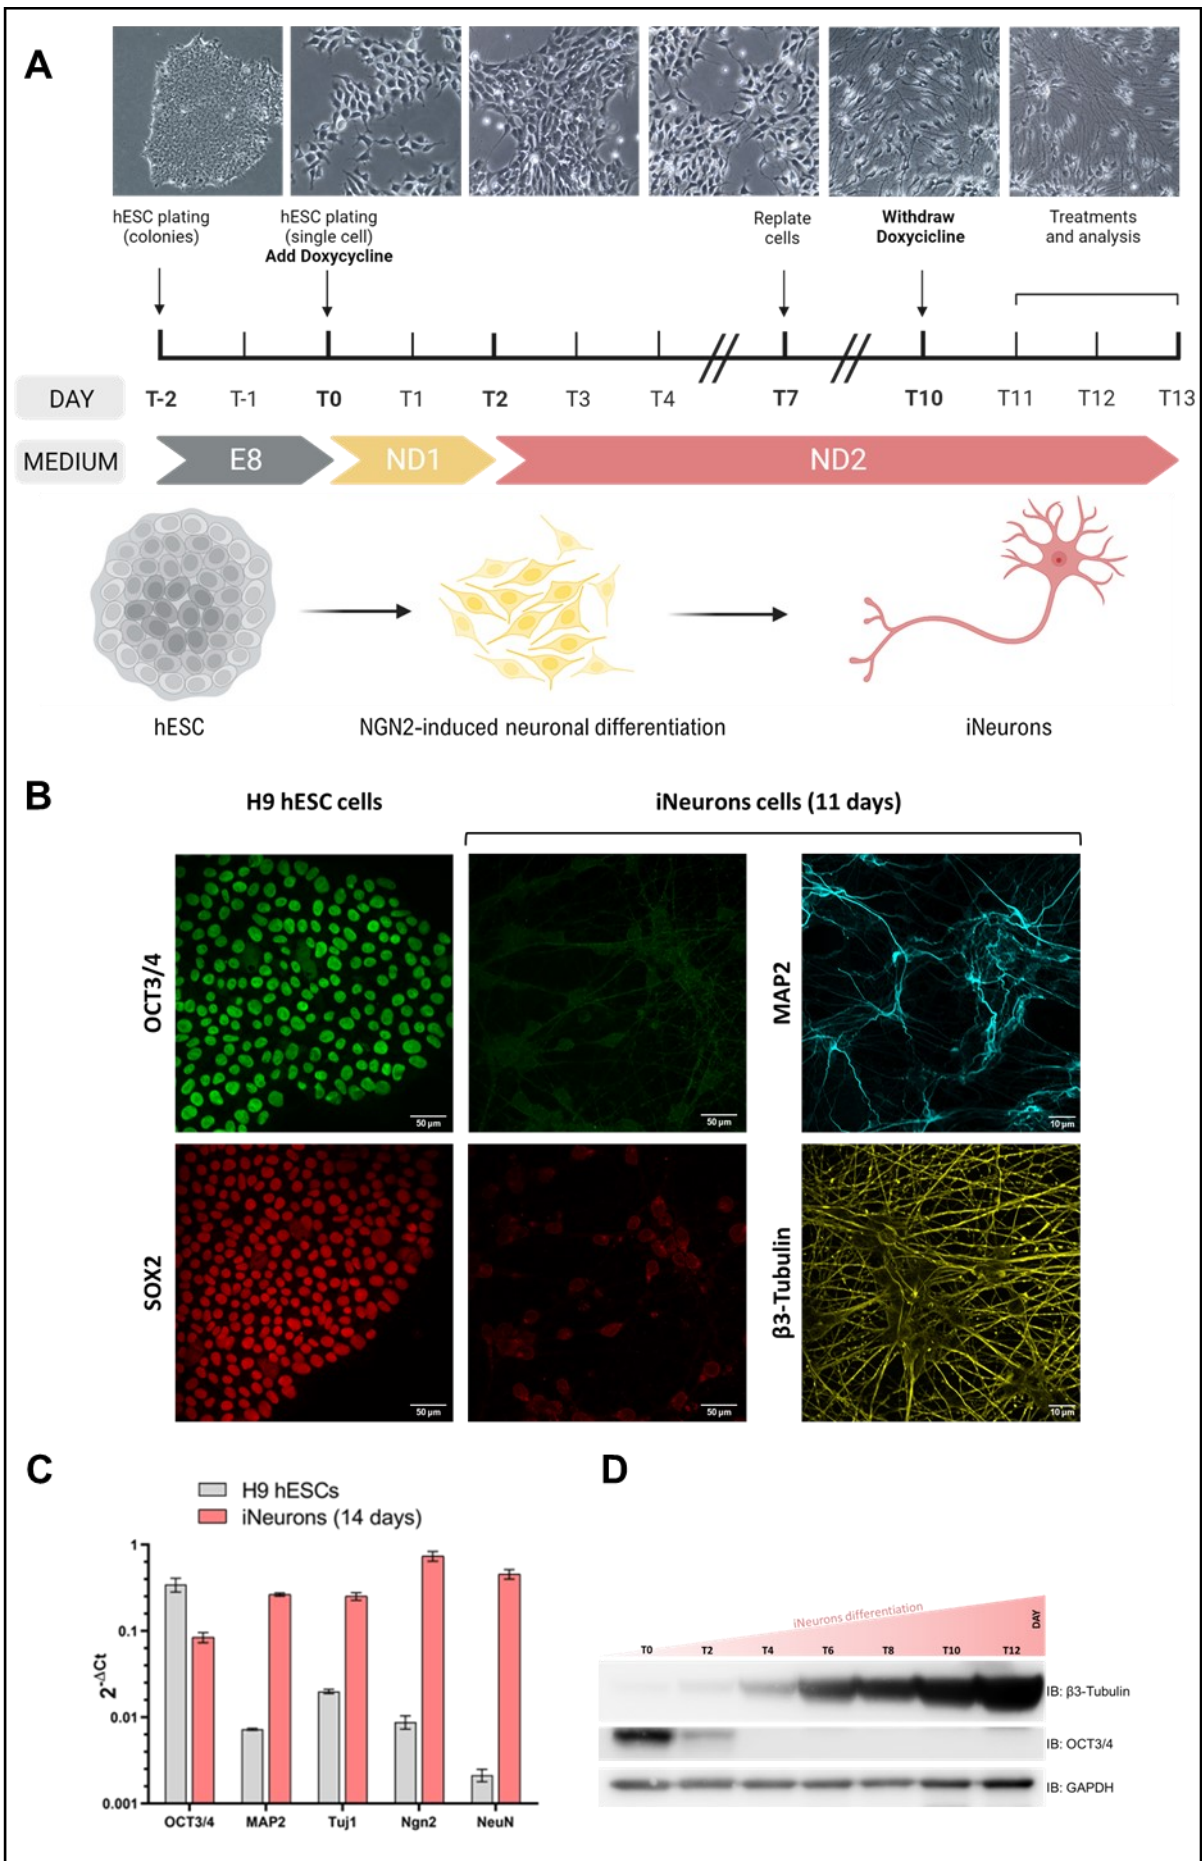 A
hESC plating
(colonies)
hESC plating
(single cell)
Add Doxycycline
Replate
cells
Withdraw
Doxycicline
Treatments
and analysis
DAY T-2 T-1 T0 T1 T2 T3 T4 T7 T10 T11 T12 T13
MEDIUM E8 ND1 ND2
hESC NGN2-induced neuronal differentiation iNeurons
B
H9 hESC cells iNeurons cells (11 days)
OCT3/4
50 µm
50 µm
MAP2
10 µm
SOX2
50 µm
50 µm
β3-Tubulin
10 µm
C
H9 hESCs
iNeurons (14 days)
2^-ΔCt
1
0.1
0.01
0.001
OCT3/4 MAP2 Tuj1 Ngn2 NeuN
D
iNeurons differentiation
DAY
T0 T2 T4 T6 T8 T10 T12
IB: β3-Tubulin
IB: OCT3/4
IB: GAPDH